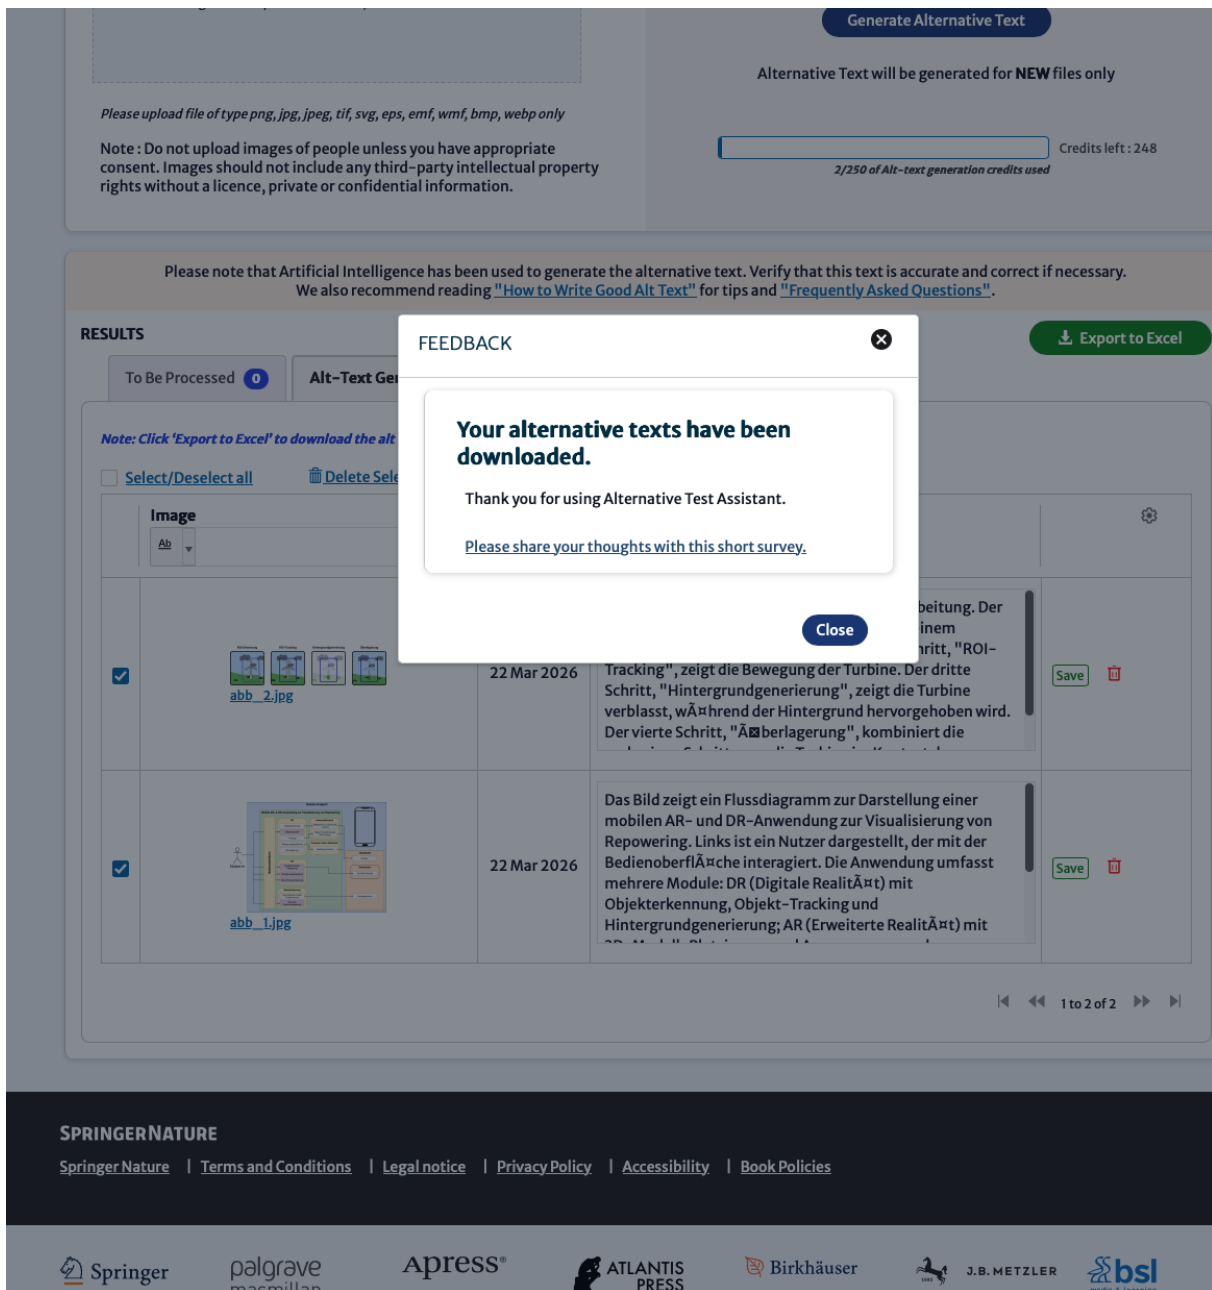 Generate Alternative Text
Alternative Text will be generated for NEW files only
Please upload file of type png, jpg, jpeg, tif, svg, eps, emf, wmf, bmp, webp only
Note : Do not upload images of people unless you have appropriate
consent. Images should not include any third-party intellectual property
rights without a licence, private or confidential information.
Credits left : 248
2/250 of Alt-text generation credits used
Please note that Artificial Intelligence has been used to generate the alternative text. Verify that this text is accurate and correct if necessary.
We also recommend reading "How to Write Good Alt Text" for tips and "Frequently Asked Questions".
RESULTS
Export to Excel
To Be Processed 0
Alt-Text Ge
FEEDBACK
Your alternative texts have been
downloaded.
Thank you for using Alternative Test Assistant.
Please share your thoughts with this short survey.
Close
Note: Click 'Export to Excel' to download the alt
Select/Deselect all
Delete Sele
Image
Ab
abb_2.jpg
22 Mar 2026
beitung. Der
inem
hritt, "ROI-
Tracking", zeigt die Bewegung der Turbine. Der dritte
Schritt, "Hintergrundgenerierung", zeigt die Turbine
verblasst, wÃ¤hrend der Hintergrund hervorgehoben wird.
Der vierte Schritt, "Ãberlagerung", kombiniert die
Save
abb_1.jpg
22 Mar 2026
Das Bild zeigt ein Flussdiagramm zur Darstellung einer
mobilen AR- und DR-Anwendung zur Visualisierung von
Repowering. Links ist ein Nutzer dargestellt, der mit der
BedienoberflÃ¤che interagiert. Die Anwendung umfasst
mehrere Module: DR (Digitale RealitÃ¤t) mit
Objekterkennung, Objekt-Tracking und
Hintergrundgenerierung; AR (Erweiterte RealitÃ¤t) mit
Save
1 to 2 of 2
SPRINGER NATURE
Springer Nature | Terms and Conditions | Legal notice | Privacy Policy | Accessibility | Book Policies
Springer
palgrave
macmillan
Apress®
ATLANTIS
PRESS
Birkhäuser
J.B. METZLER
bsl